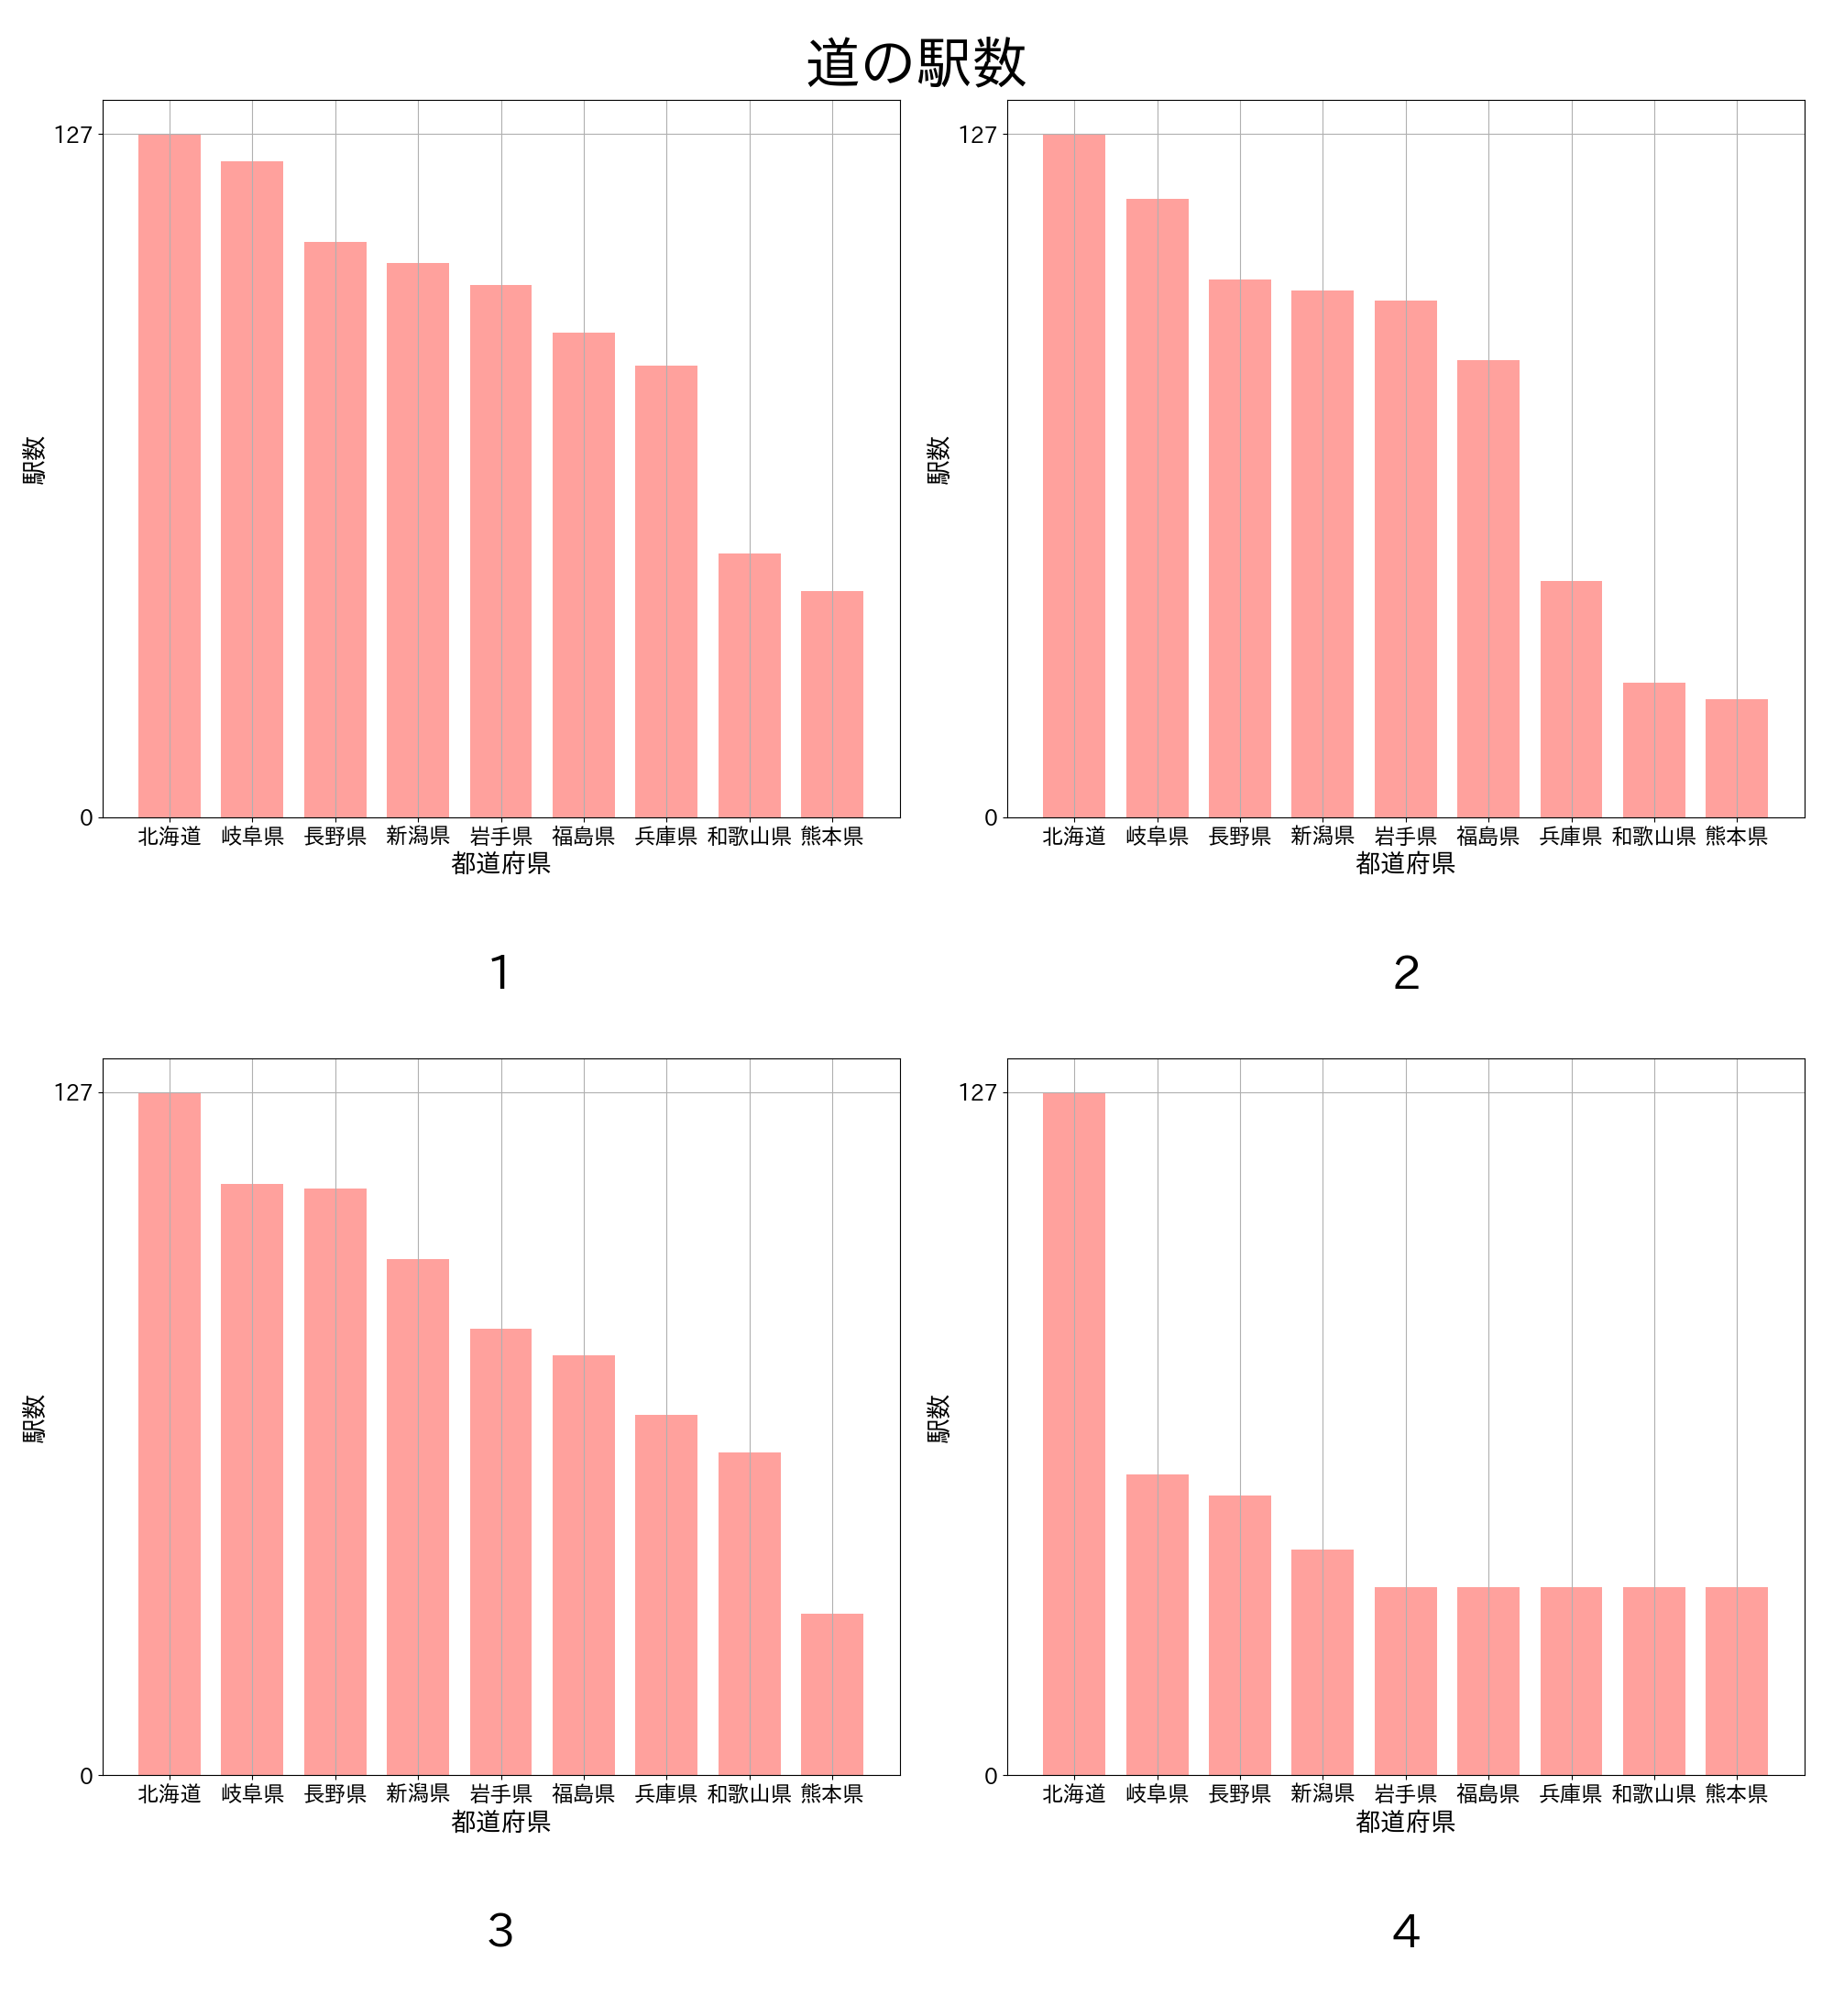 道の駅数
127
駅数
0
北海道 岐阜県 長野県 新潟県 岩手県 福島県 兵庫県 和歌山県 熊本県
都道府県
1
127
駅数
0
北海道 岐阜県 長野県 新潟県 岩手県 福島県 兵庫県 和歌山県 熊本県
都道府県
2
127
駅数
0
北海道 岐阜県 長野県 新潟県 岩手県 福島県 兵庫県 和歌山県 熊本県
都道府県
3
127
駅数
0
北海道 岐阜県 長野県 新潟県 岩手県 福島県 兵庫県 和歌山県 熊本県
都道府県
4